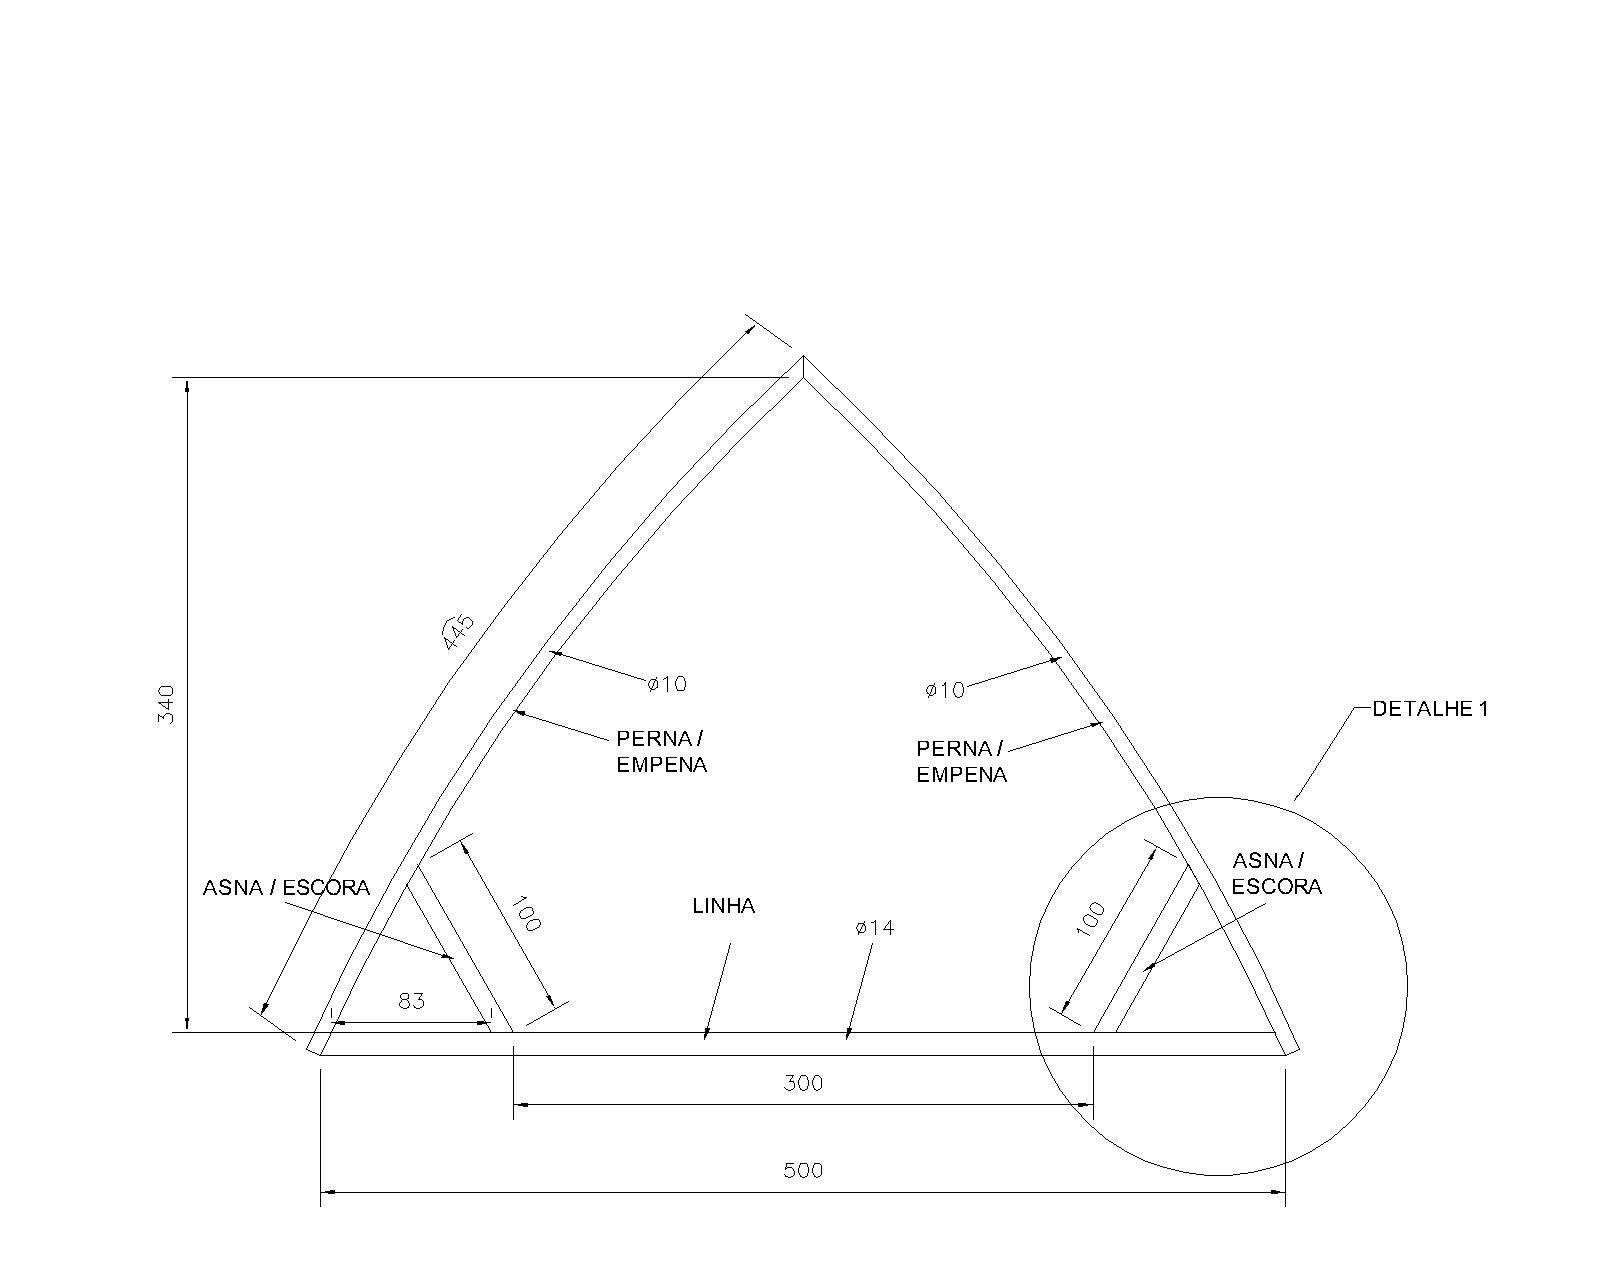 445
340
ø10
ø10
DETALHE 1
PERNA /
EMPENA
PERNA /
EMPENA
ASNA / ESCORA
100
LINHA
ø14
100
ASNA /
ESCORA
83
300
500